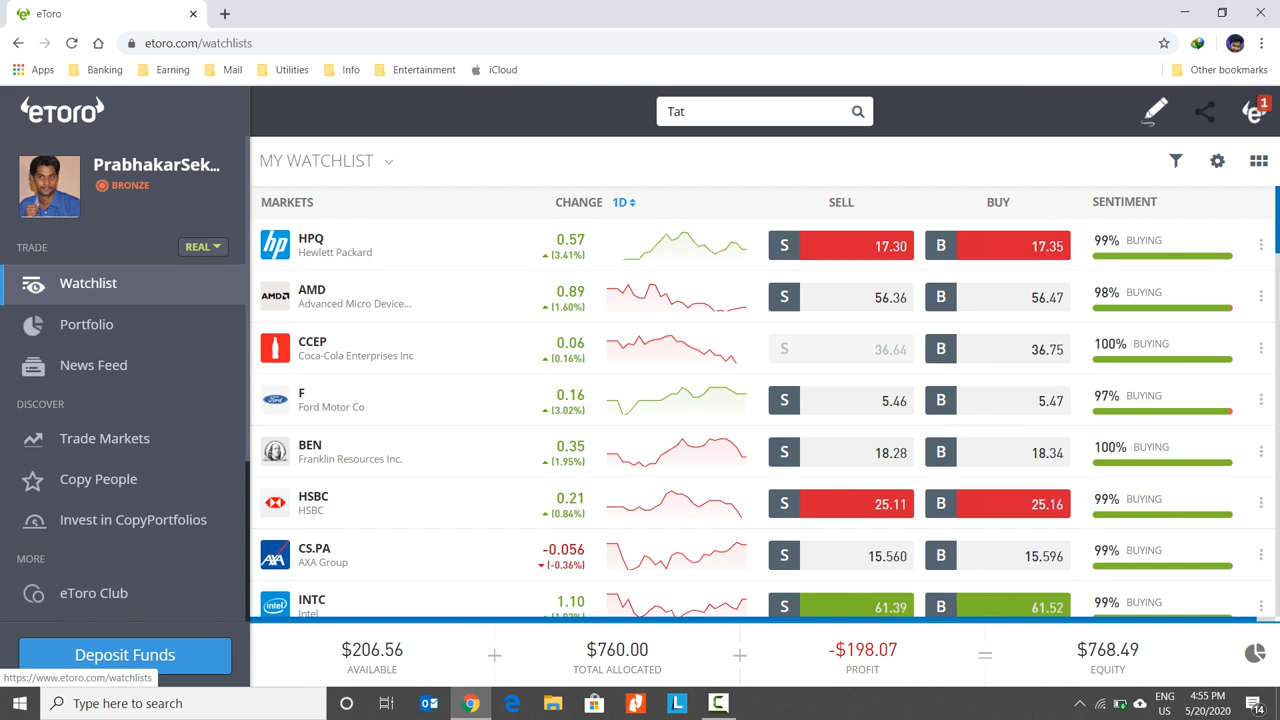 eToro
etoro.com/watchlists
Apps Banking Earning Mail Utilities Info Entertainment iCloud Other bookmarks
eTORO
Tat
1
PrabhakarSek...
BRONZE
MY WATCHLIST
MARKETS CHANGE 1D SELL BUY SENTIMENT
TRADE REAL
Watchlist
Portfolio
News Feed
DISCOVER
Trade Markets
Copy People
Invest in CopyPortfolios
MORE
eToro Club
Deposit Funds
https://www.etoro.com/watchlists
HPQ 0.57 S 17.30 B 17.35 99% BUYING
Hewlett Packard (3.41%)
AMD 0.89 S 56.36 B 56.47 98% BUYING
Advanced Micro Device... (1.60%)
CCEP 0.06 S 36.64 B 36.75 100% BUYING
Coca-Cola Enterprises Inc (0.16%)
F 0.16 S 5.46 B 5.47 97% BUYING
Ford Motor Co (3.02%)
BEN 0.35 S 18.28 B 18.34 100% BUYING
Franklin Resources Inc. (1.95%)
HSBC 0.21 S 25.11 B 25.16 99% BUYING
HSBC (0.84%)
CS.PA -0.056 S 15.560 B 15.596 99% BUYING
AXA Group (-0.36%)
INTC 1.10 S 61.39 B 61.52 99% BUYING
Intel
$206.56 + $760.00 + -$198.07 = $768.49
AVAILABLE TOTAL ALLOCATED PROFIT EQUITY
Type here to search
ENG 4:55 PM
US 5/20/2020 14